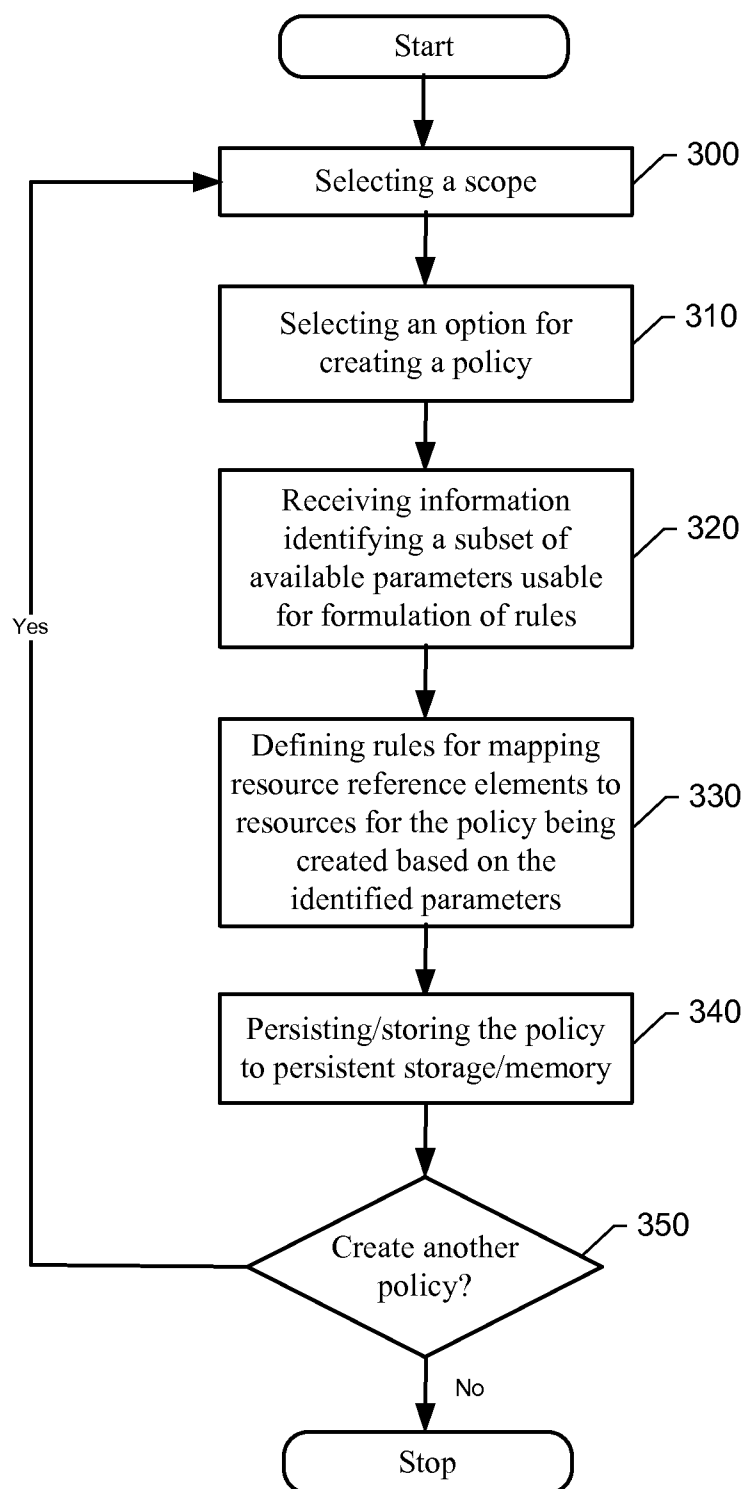 Start
300
Selecting a scope
310
Selecting an option for
creating a policy
320
Receiving information
identifying a subset of
available parameters usable
for formulation of rules
Yes
330
Defining rules for mapping
resource reference elements to
resources for the policy being
created based on the
identified parameters
340
Persisting/storing the policy
to persistent storage/memory
350
Create another
policy?
No
Stop